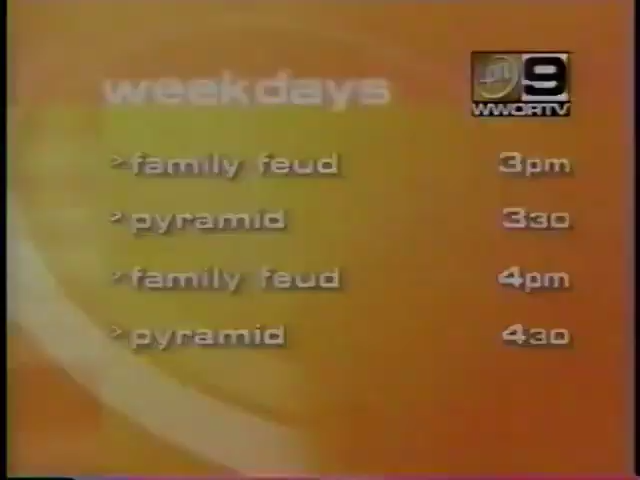 weekdays
9
WWORTV
> family feud 3pm
> pyramid 330
> family feud 4pm
> pyramid 430